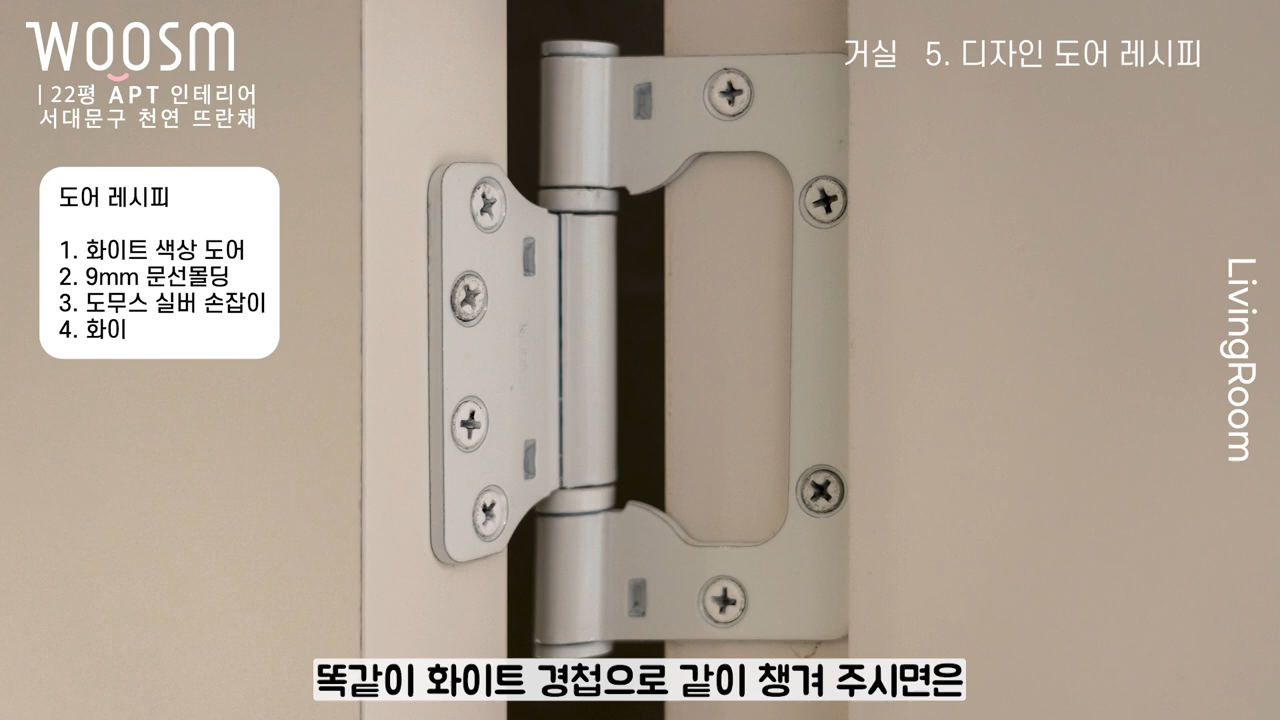 WOOSM
| 22평 APT 인테리어
서대문구 천연 뜨란채
거실 5. 디자인 도어 레시피
도어 레시피
1. 화이트 색상 도어
2. 9mm 문선몰딩
3. 도무스 실버 손잡이
4. 화이
LivingRoom
똑같이 화이트 경첩으로 같이 챙겨 주시면은